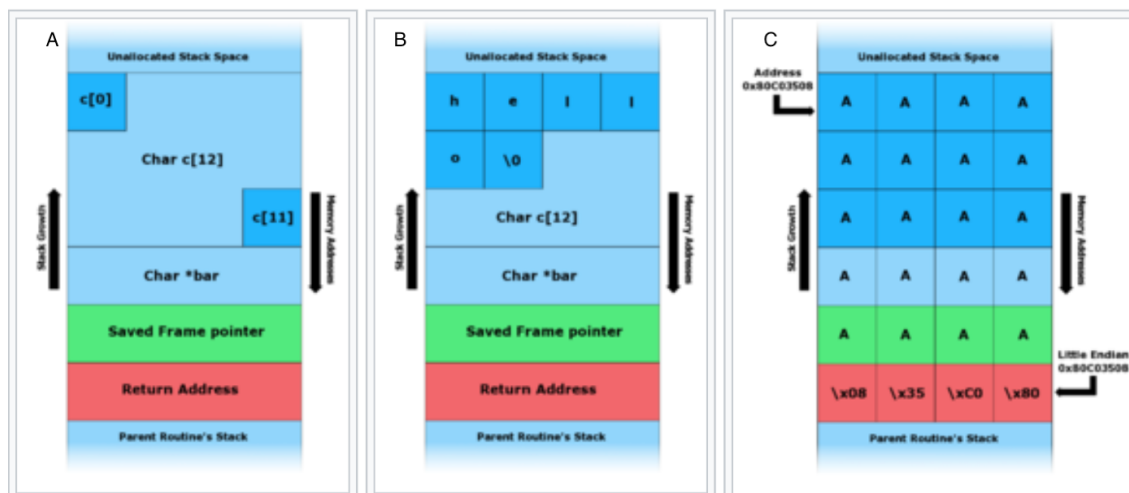 A
Unallocated Stack Space
c[0]
Char c[12]
c[11]
Char *bar
Saved Frame pointer
Return Address
Parent Routine's Stack
Stack Growth
Memory Addresses
B
Unallocated Stack Space
h e l l
o \0
Char c[12]
Char *bar
Saved Frame pointer
Return Address
Parent Routine's Stack
Stack Growth
Memory Addresses
C
Unallocated Stack Space
Address
0x80C03508
A A A A
A A A A
A A A A
A A A A
A A A A
Little Endian
0x80C03508
\x08 \x35 \xC0 \x80
Parent Routine's Stack
Stack Growth
Memory Addresses